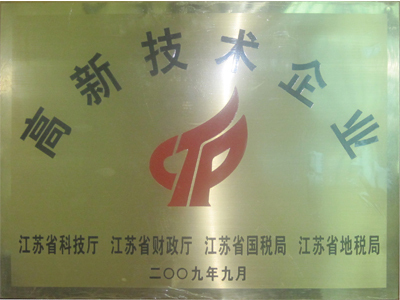 高新技术企业
江苏省科技厅 江苏省财政厅 江苏省国税局 江苏省地税局
二〇〇九年九月